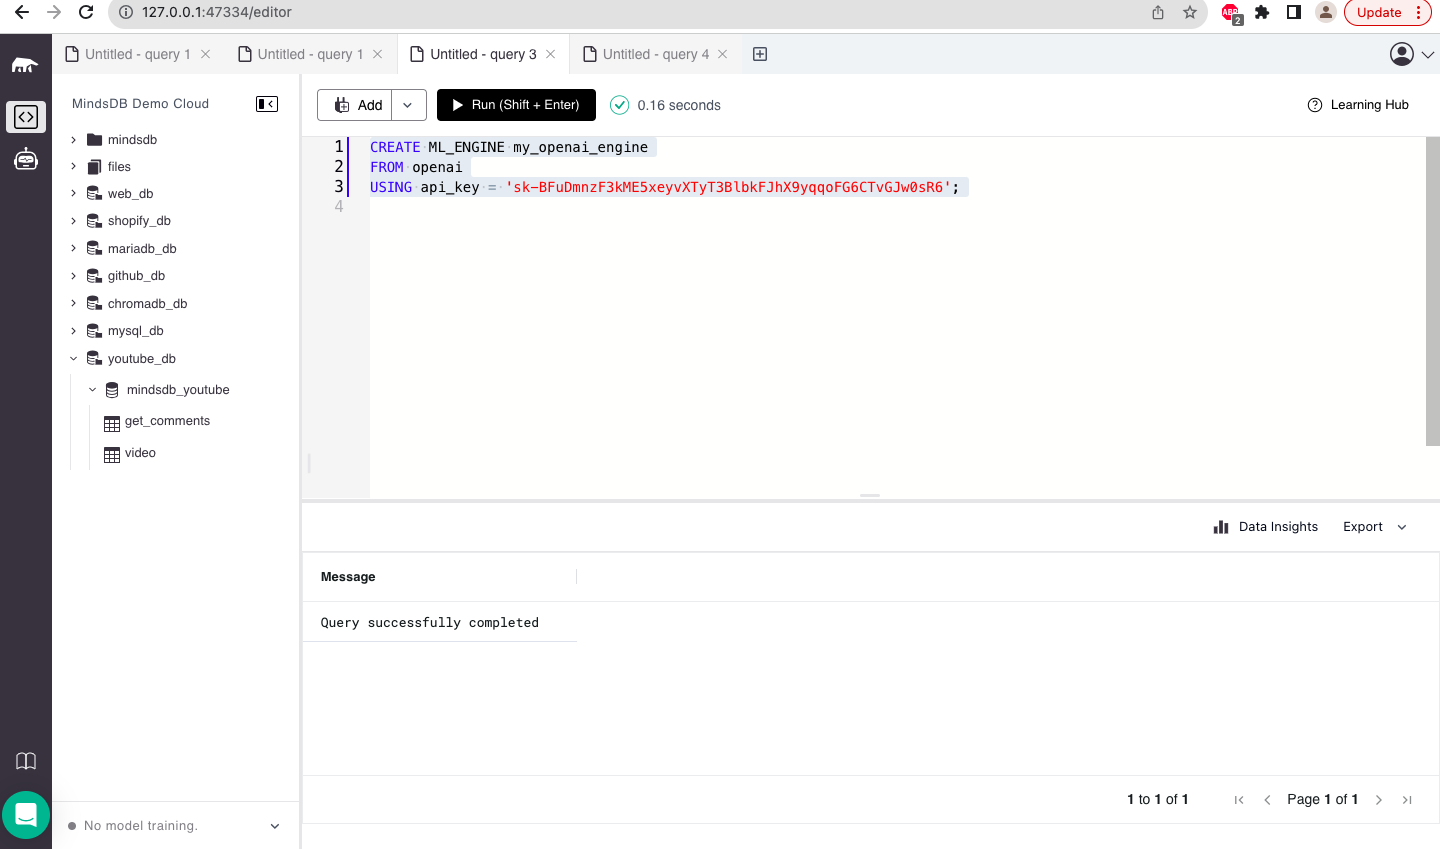 127.0.0.1:47334/editor
ABP
2
Update
Untitled - query 1
Untitled - query 1
Untitled - query 3
Untitled - query 4
MindsDB Demo Cloud
Add
Run (Shift + Enter)
0.16 seconds
Learning Hub
mindsdb
files
web_db
shopify_db
mariadb_db
github_db
chromadb_db
mysql_db
youtube_db
mindsdb_youtube
get_comments
video
1 CREATE ML_ENGINE my_openai_engine
2 FROM openai
3 USING api_key = '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';
4
Data Insights
Export
Message
Query successfully completed
1 to 1 of 1
Page 1 of 1
No model training.